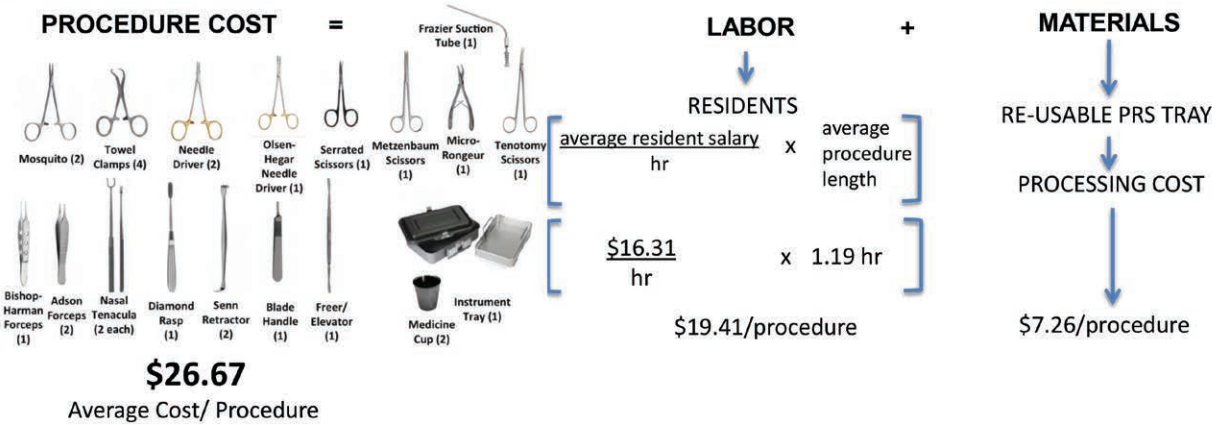 PROCEDURE COST =
LABOR + MATERIALS
Frazier Suction
Tube (1)
Mosquito (2)
Towel
Clamps (4)
Needle
Driver (2)
Olsen-
Hegar
Needle
Driver (1)
Serrated
Scissors (1)
Metzenbaum
Scissors
(1)
Micro-
Rongeur
(1)
Tenotomy
Scissors
(1)
Bishop-
Harman
Forceps
(1)
Adson
Forceps
(2)
Nasal
Tenacula
(2 each)
Diamond
Rasp
(1)
Senn
Retractor
(2)
Blade
Handle
(1)
Freer/
Elevator
(1)
Medicine
Cup (2)
Instrument
Tray (1)
$26.67
Average Cost/ Procedure
RESIDENTS
average resident salary
hr
x
average
procedure
length
$16.31
hr
x 1.19 hr
$19.41/procedure
RE-USABLE PRS TRAY
PROCESSING COST
$7.26/procedure